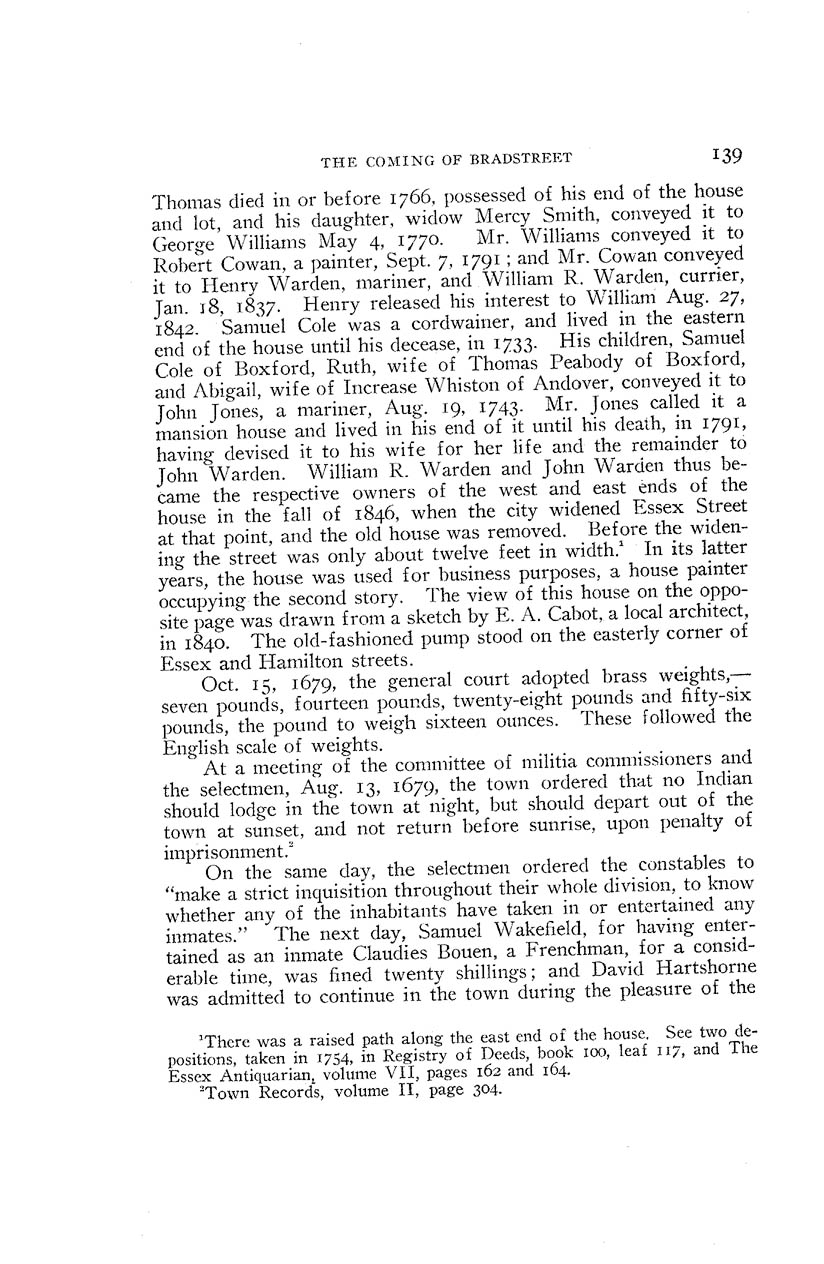 THE COMING OF BRADSTREET 139
Thomas died in or before 1766, possessed of his end of the house
and lot, and his daughter, widow Mercy Smith, conveyed it to
George Williams May 4, 1770. Mr. Williams conveyed it to
Robert Cowan, a painter, Sept. 7, 1791; and Mr. Cowan conveyed
it to Henry Warden, mariner, and William R. Warden, currier,
Jan. 18, 1837. Henry released his interest to William Aug. 27,
1842. Samuel Cole was a cordwainer, and lived in the eastern
end of the house until his decease, in 1733. His children, Samuel
Cole of Boxford, Ruth, wife of Thomas Peabody of Boxford,
and Abigail, wife of Increase Whiston of Andover, conveyed it to
John Jones, a mariner, Aug. 19, 1743. Mr. Jones called it a
mansion house and lived in his end of it until his death, in 1791,
having devised it to his wife for her life and the remainder to
John Warden. William R. Warden and John Warden thus be-
came the respective owners of the west and east ends of the
house in the fall of 1846, when the city widened Essex Street
at that point, and the old house was removed. Before the widen-
ing the street was only about twelve feet in width.¹ In its latter
years, the house was used for business purposes, a house painter
occupying the second story. The view of this house on the oppo-
site page was drawn from a sketch by E. A. Cabot, a local architect,
in 1840. The old-fashioned pump stood on the easterly corner of
Essex and Hamilton streets.
Oct. 15, 1679, the general court adopted brass weights,—
seven pounds, fourteen pounds, twenty-eight pounds and fifty-six
pounds, the pound to weigh sixteen ounces. These followed the
English scale of weights.
At a meeting of the committee of militia commissioners and
the selectmen, Aug. 13, 1679, the town ordered that no Indian
should lodge in the town at night, but should depart out of the
town at sunset, and not return before sunrise, upon penalty of
imprisonment.²
On the same day, the selectmen ordered the constables to
“make a strict inquisition throughout their whole division, to know
whether any of the inhabitants have taken in or entertained any
inmates.” The next day, Samuel Wakefield, for having enter-
tained as an inmate Claudies Bouen, a Frenchman, for a consid-
erable time, was fined twenty shillings; and David Hartshorne
was admitted to continue in the town during the pleasure of the
¹There was a raised path along the east end of the house. See two de-
positions, taken in 1754, in Registry of Deeds, book 100, leaf 117, and The
Essex Antiquarian, volume VII, pages 162 and 164.
²Town Records, volume II, page 304.